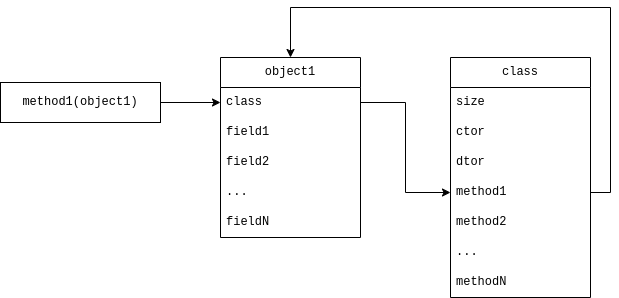 method1(object1)
object1
class
field1
field2
...
fieldN
class
size
ctor
dtor
method1
method2
...
methodN